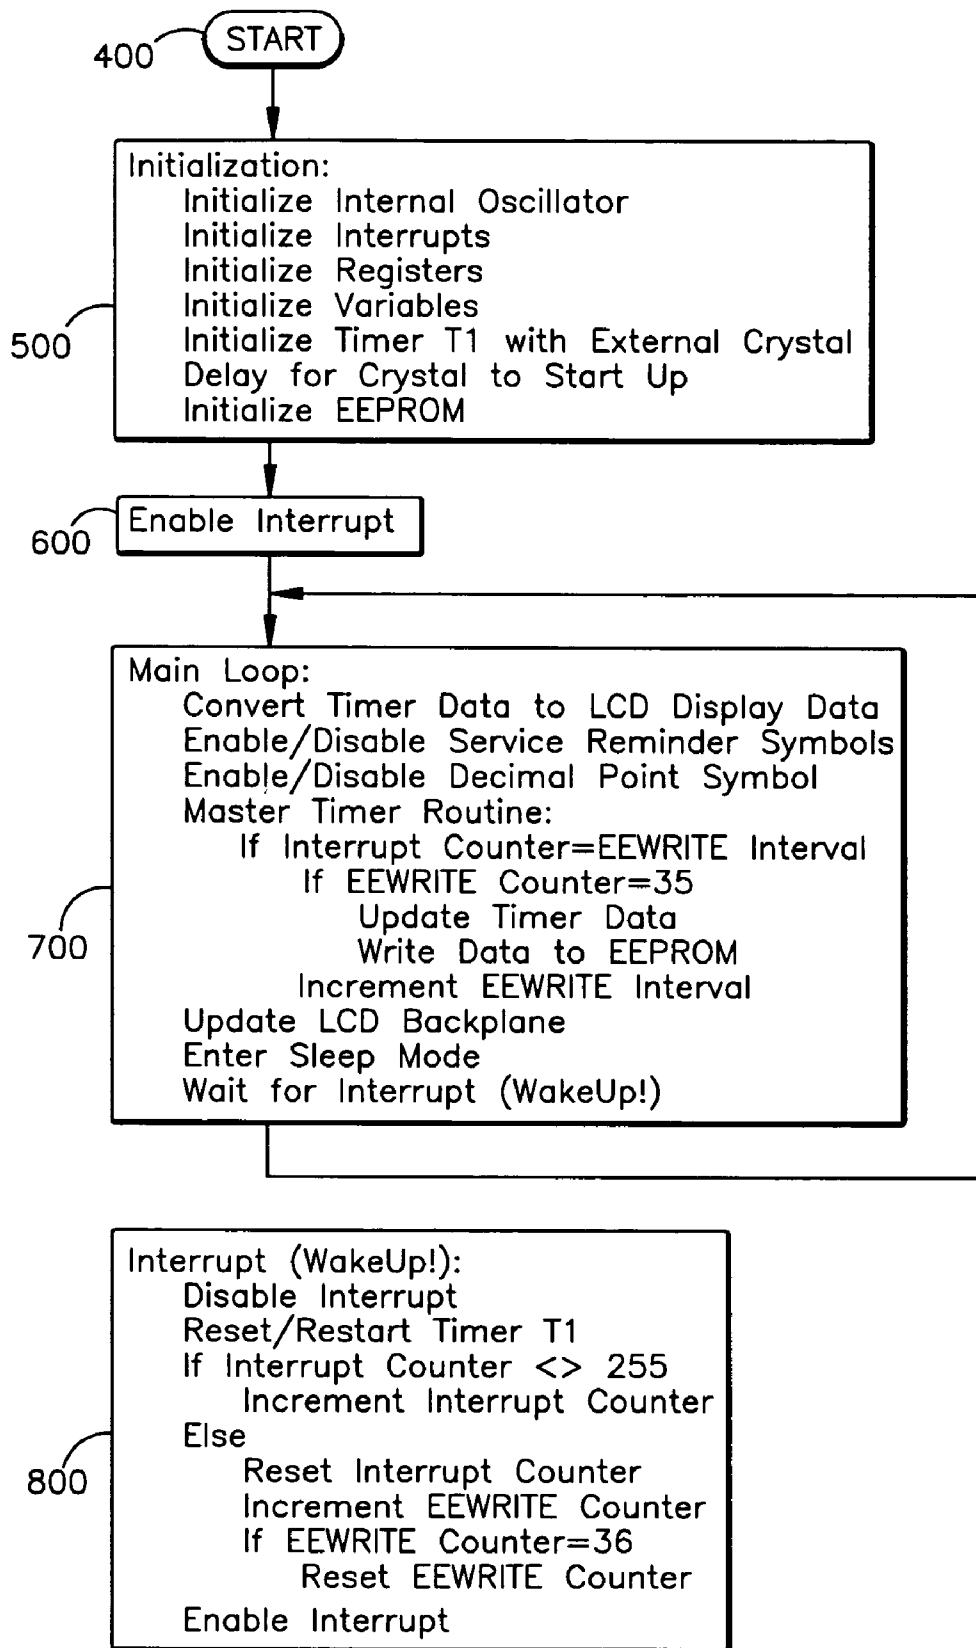 400
START
Initialization:
Initialize Internal Oscillator
Initialize Interrupts
Initialize Registers
Initialize Variables
500
Initialize Timer T1 with External Crystal
Delay for Crystal to Start Up
Initialize EEPROM
600
Enable Interrupt
Main Loop:
Convert Timer Data to LCD Display Data
Enable/Disable Service Reminder Symbols
Enable/Disable Decimal Point Symbol
Master Timer Routine:
If Interrupt Counter=EEWRITE Interval
If EEWRITE Counter=35
Update Timer Data
700
Write Data to EEPROM
Increment EEWRITE Interval
Update LCD Backplane
Enter Sleep Mode
Wait for Interrupt (WakeUp!)
Interrupt (WakeUp!):
Disable Interrupt
Reset/Restart Timer T1
If Interrupt Counter <> 255
Increment Interrupt Counter
Else
800
Reset Interrupt Counter
Increment EEWRITE Counter
If EEWRITE Counter=36
Reset EEWRITE Counter
Enable Interrupt